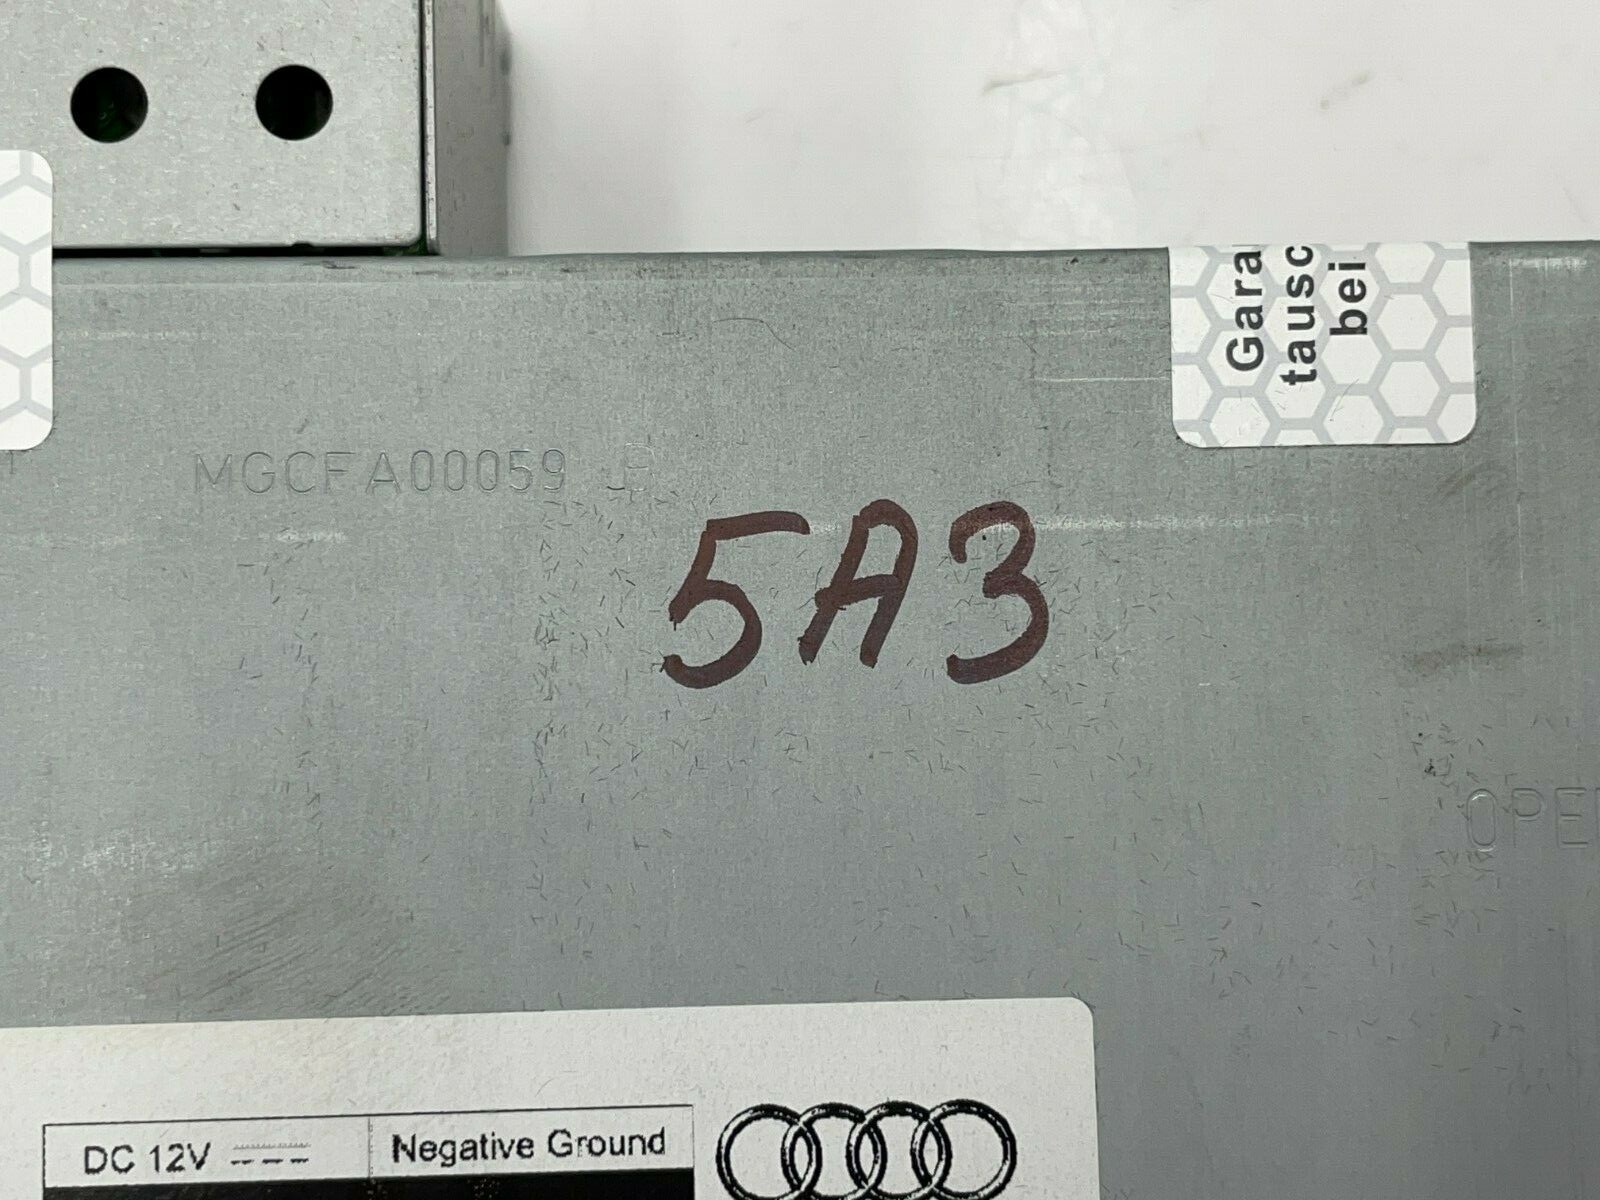 Gara
tausc
bei
MGCFA00059
5A3
OPE
DC 12V
Negative Ground